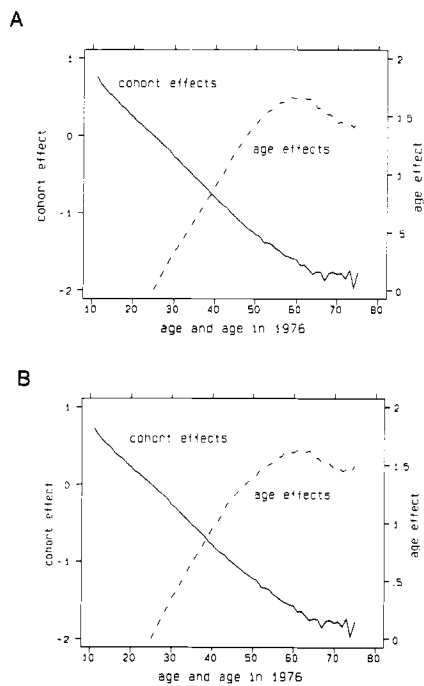 A
1
0
-1
-2
cohort effect
cohort effects
age effects
2
1.5
1
.5
0
age effect
10 20 30 40 50 60 70 80
age and age in 1976
B
1
0
-1
-2
cohort effect
cohort effects
age effects
2
1.5
1
.5
0
age effect
10 20 30 40 50 60 70 80
age and age in 1976